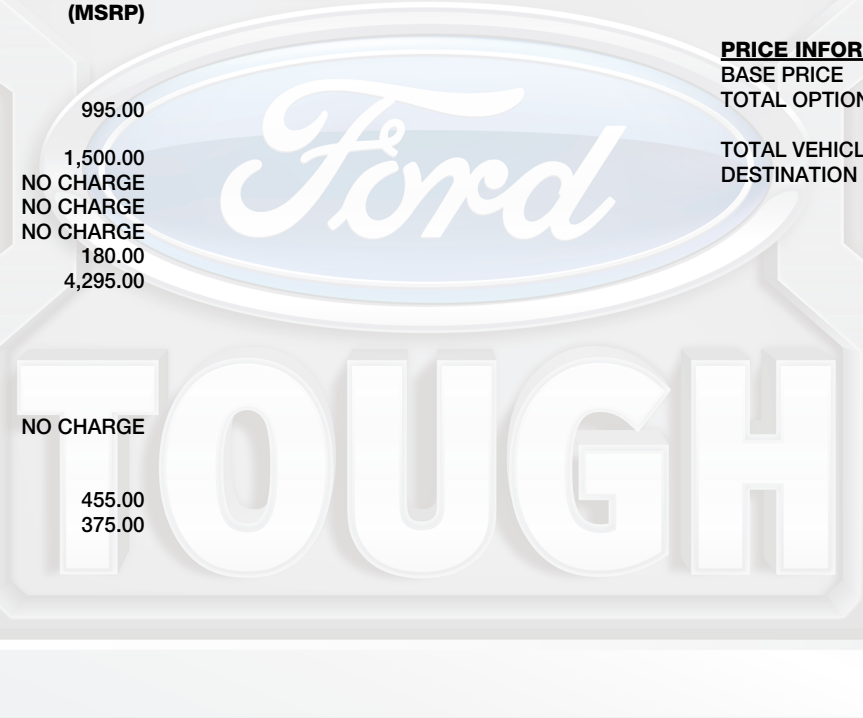 (MSRP)
995.00
1,500.00
NO CHARGE
NO CHARGE
NO CHARGE
180.00
4,295.00
NO CHARGE
455.00
375.00
PRICE INFOR
BASE PRICE
TOTAL OPTION
TOTAL VEHICL
DESTINATION
Ford
TOUGH